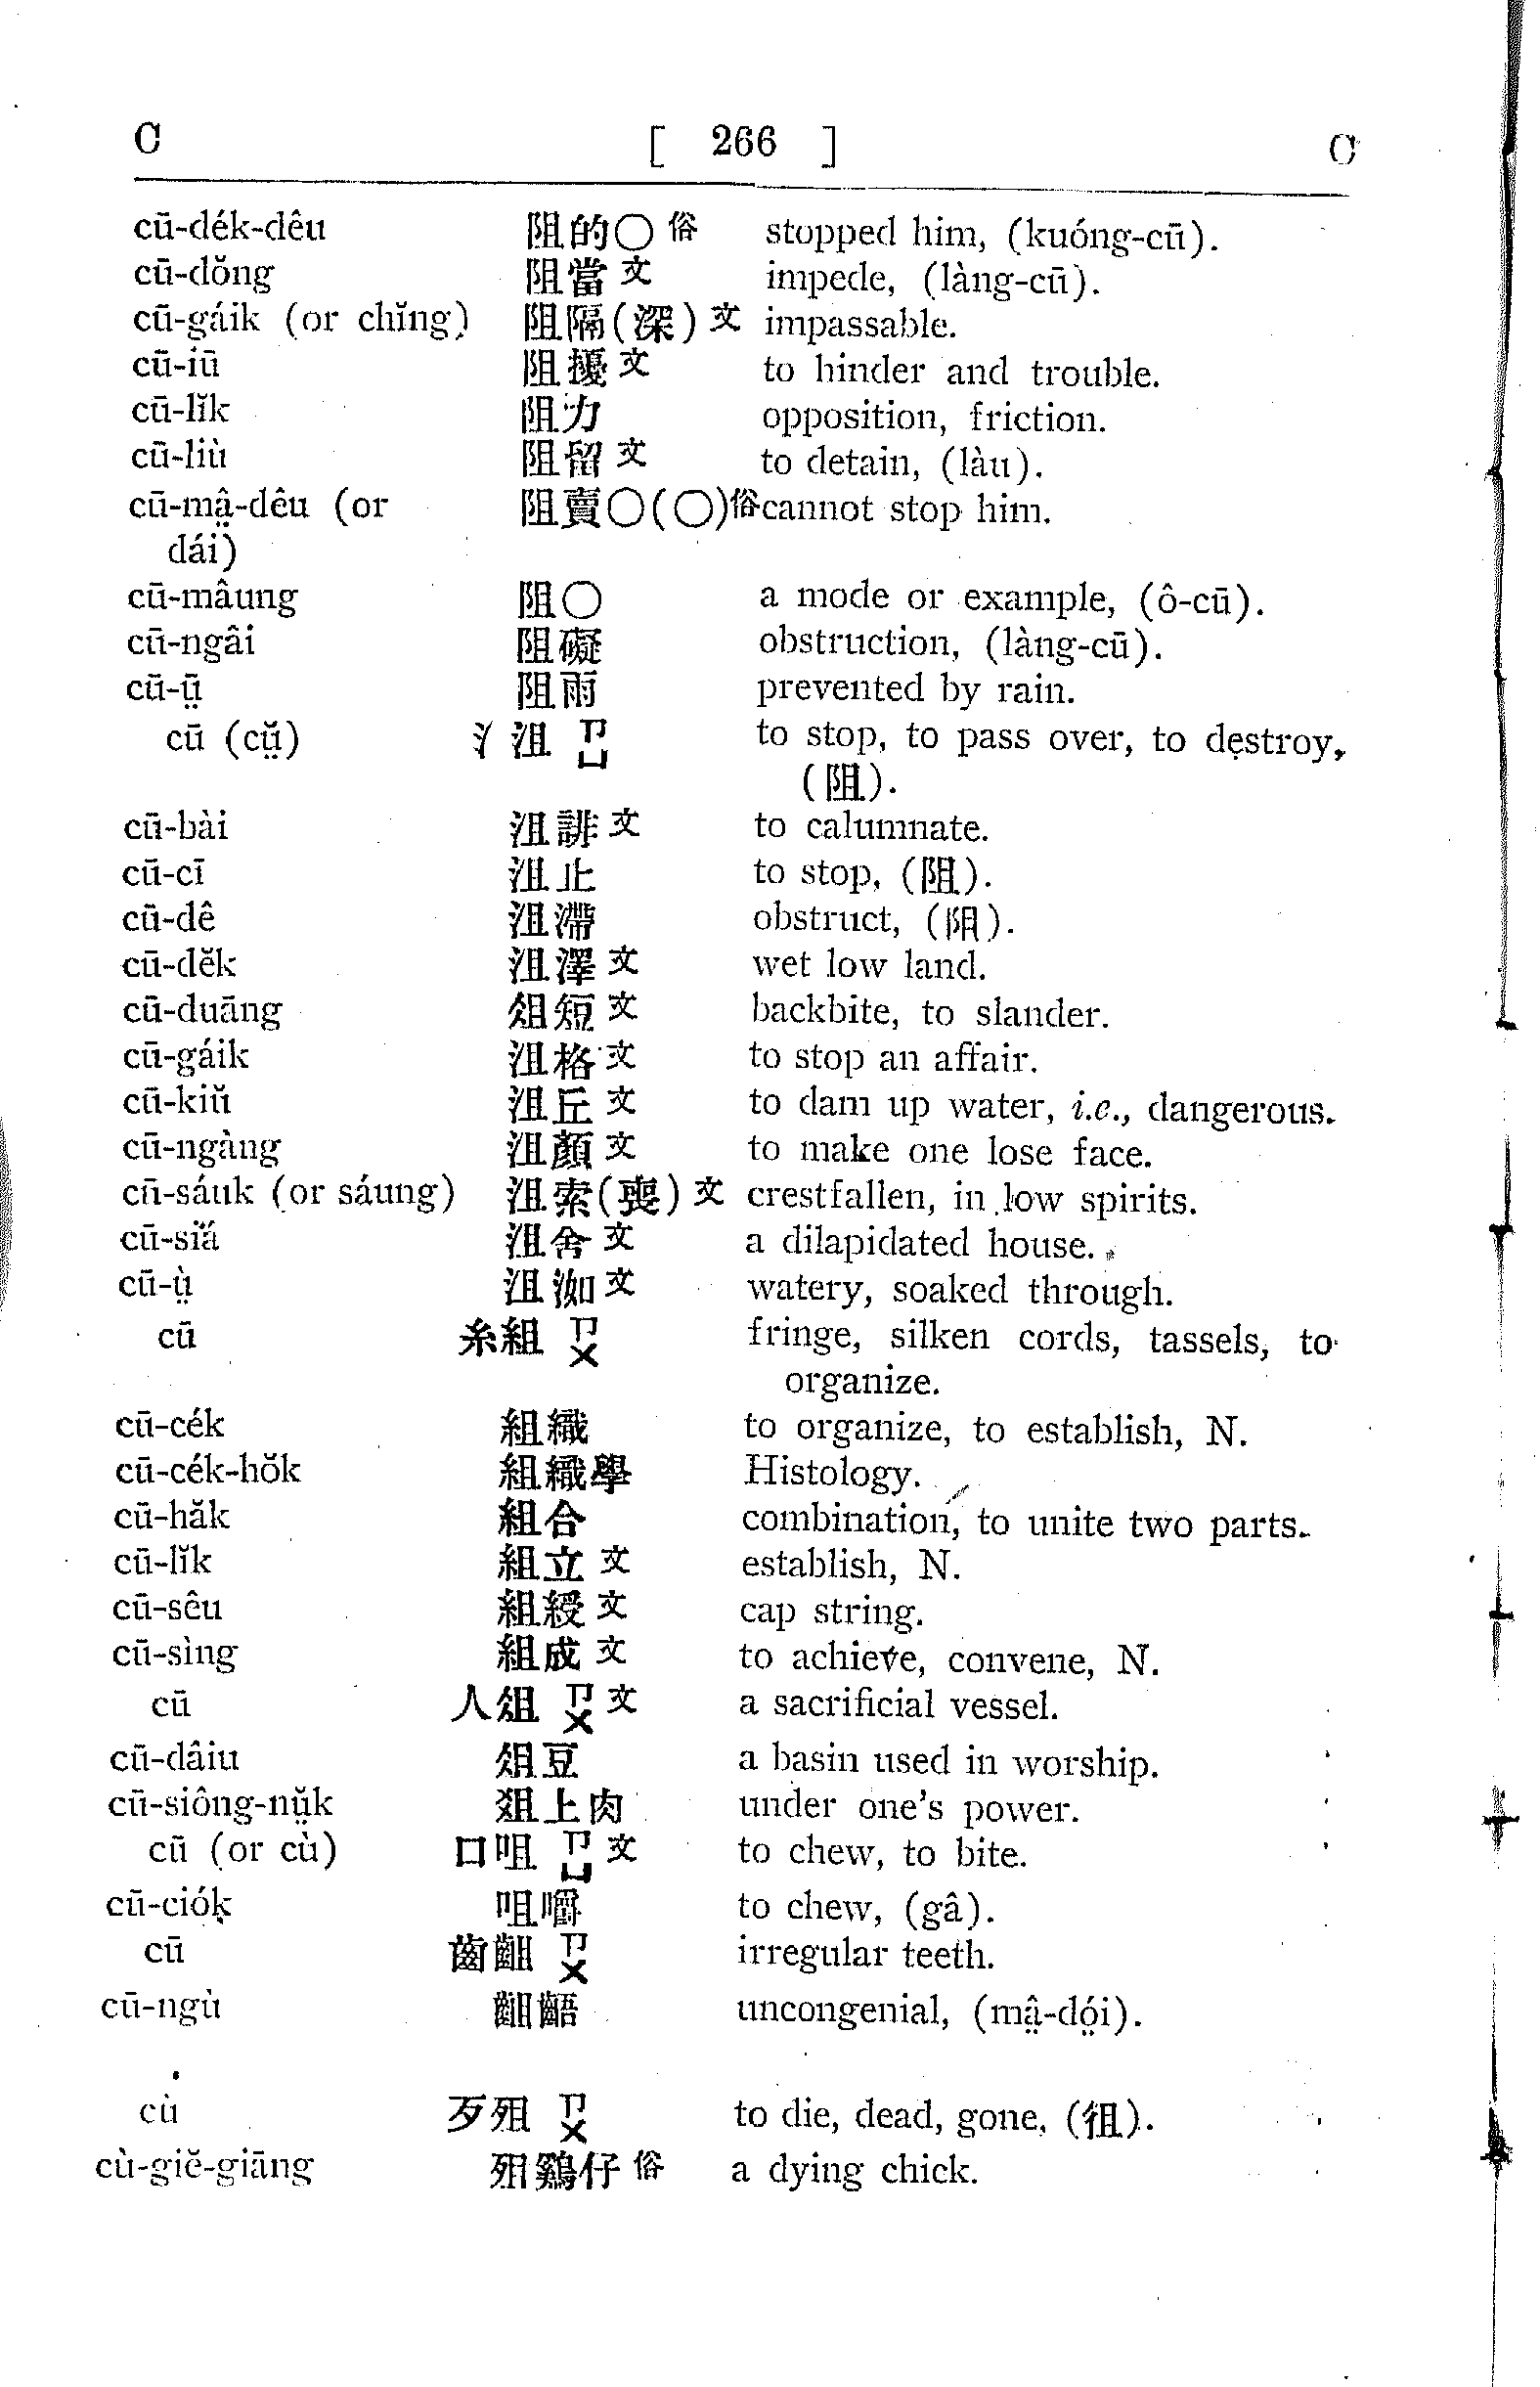 C [ 266 ] C
cū-dék-dêu 阻的〇俗 stopped him, (kuóng-cū).
cū-dŏng 阻當文 impede, (làng-cū).
cū-gáik (or chĭng) 阻隔(深)文 impassable.
cū-iū 阻擾文 to hinder and trouble.
cū-lĭk 阻力 opposition, friction.
cū-liù 阻留文 to detain, (làu).
cū-mâ̤-dêu (or 阻賣〇(〇)俗 cannot stop him.
dái)
cū-mâung 阻〇 a mode or example, (ô-cū).
cū-ngâi 阻礙 obstruction, (làng-cū).
cū-ṳ̄ 阻雨 prevented by rain.
cū (cṳ̆) 氵沮 ㄗㄩ to stop, to pass over, to destroy,
(阻).
cū-bài 沮誹文 to calumnate.
cū-cī 沮止 to stop, (阻).
cū-dê 沮滯 obstruct, (阻).
cū-dĕk 沮澤文 wet low land.
cū-duāng 俎短文 backbite, to slander.
cū-gáik 沮格文 to stop an affair.
cū-kiŭ 沮丘文 to dam up water, i.e., dangerous.
cū-ngàng 沮顏文 to make one lose face.
cū-sáuk (or sáung) 沮索(喪)文 crestfallen, in low spirits.
cū-siă 沮舍文 a dilapidated house.
cū-ṳ̀ 沮洳文 watery, soaked through.
cū 糸組 ㄗㄨ fringe, silken cords, tassels, to
organize.
cū-cék 組織 to organize, to establish, N.
cū-cék-hŏk 組織學 Histology.
cū-hăk 組合 combination, to unite two parts.
cū-lĭk 組立文 establish, N.
cū-sêu 組綬文 cap string.
cū-sìng 組成文 to achieve, convene, N.
cū 人俎 ㄗㄨ文 a sacrificial vessel.
cū-dâiu 俎豆 a basin used in worship.
cū-siông-nṳ̆k 俎上肉 under one's power.
cū (or cù) 口咀 ㄗㄩ文 to chew, to bite.
cū-ciók̤ 咀嚼 to chew, (gâ).
cū 齒齟 ㄗㄨ irregular teeth.
cū-ngù 齟齬 uncongenial, (mâ̤-dó̤i).
cù 歹殂 ㄗㄨ to die, dead, gone, (徂).
cù-giĕ-giāng 殂鷄仔俗 a dying chick.